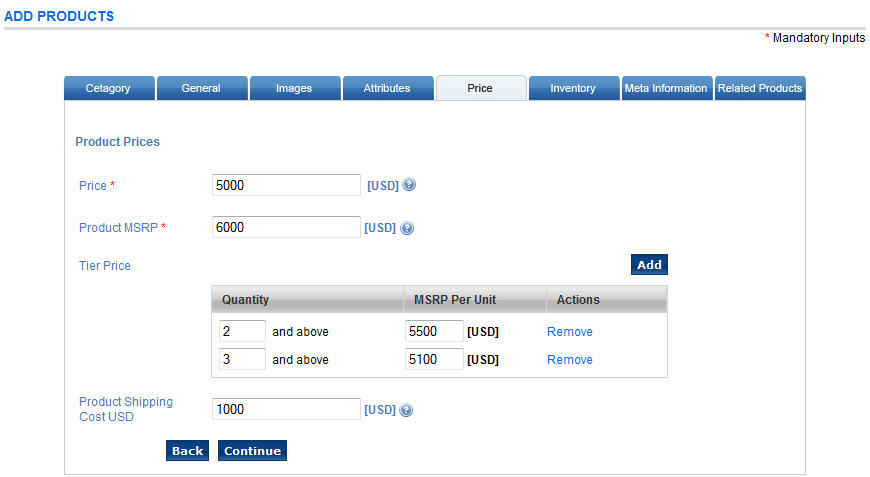 ADD PRODUCTS
* Mandatory Inputs
Cetagory General Images Attributes Price Inventory Meta Information Related Products
Product Prices
Price * 5000 [USD] ?
Product MSRP * 6000 [USD] ?
Tier Price Add
Quantity MSRP Per Unit Actions
2 and above 5500 [USD] Remove
3 and above 5100 [USD] Remove
Product Shipping
Cost USD 1000 [USD] ?
Back Continue